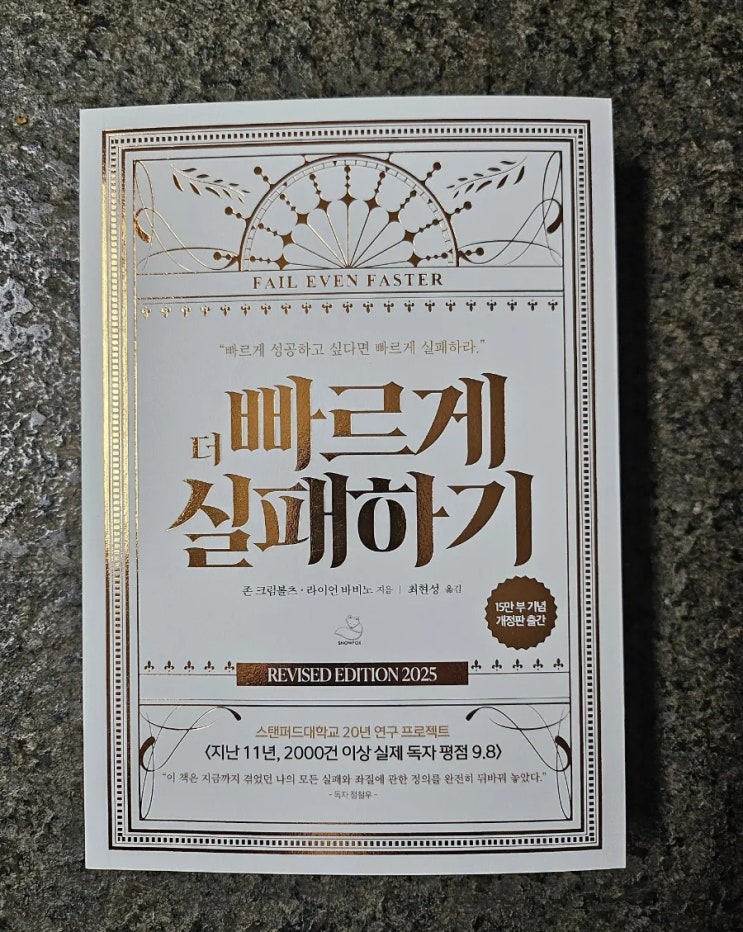 FAIL EVEN FASTER
“빠르게 성공하고 싶다면 빠르게 실패하라.”
더 빠르게
실패하기
존 크럼볼츠 · 라이언 바비노 지음 | 최현성 옮김
15만 부 기념
개정판 출간
SNOWFOX
REVISED EDITION 2025
스탠퍼드대학교 20년 연구 프로젝트
〈지난 11년, 2000건 이상 실제 독자 평점 9.8〉
“이 책은 지금까지 겪었던 나의 모든 실패와 좌절에 관한 정의를 완전히 뒤바꿔 놓았다.”
- 독자 정철우 -